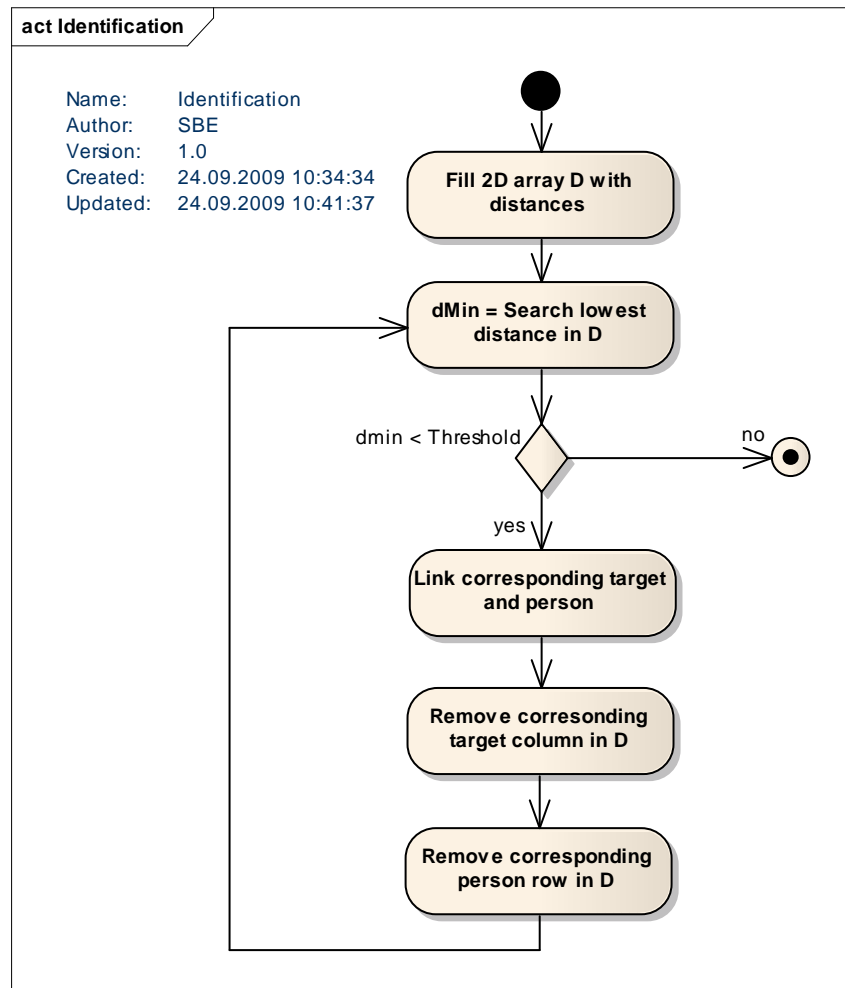 act Identification
Name: Identification
Author: SBE
Version: 1.0
Created: 24.09.2009 10:34:34
Updated: 24.09.2009 10:41:37
Fill 2D array D with
distances
dMin = Search lowest
distance in D
dmin < Threshold
no
yes
Link corresponding target
and person
Remove corresonding
target column in D
Remove corresponding
person row in D